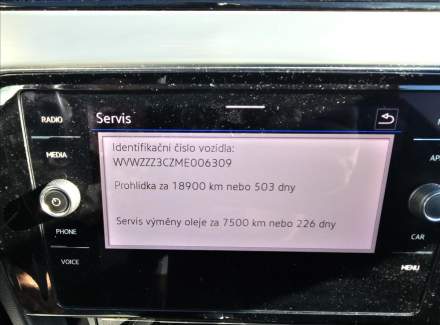 Servis
RADIO
Identifikační číslo vozidla:
WVWZZZ3CZME006309
MEDIA
Prohlídka za 18900 km nebo 503 dny
Servis výměny oleje za 7500 km nebo 226 dny
PHONE
CAR
VOICE
MENU